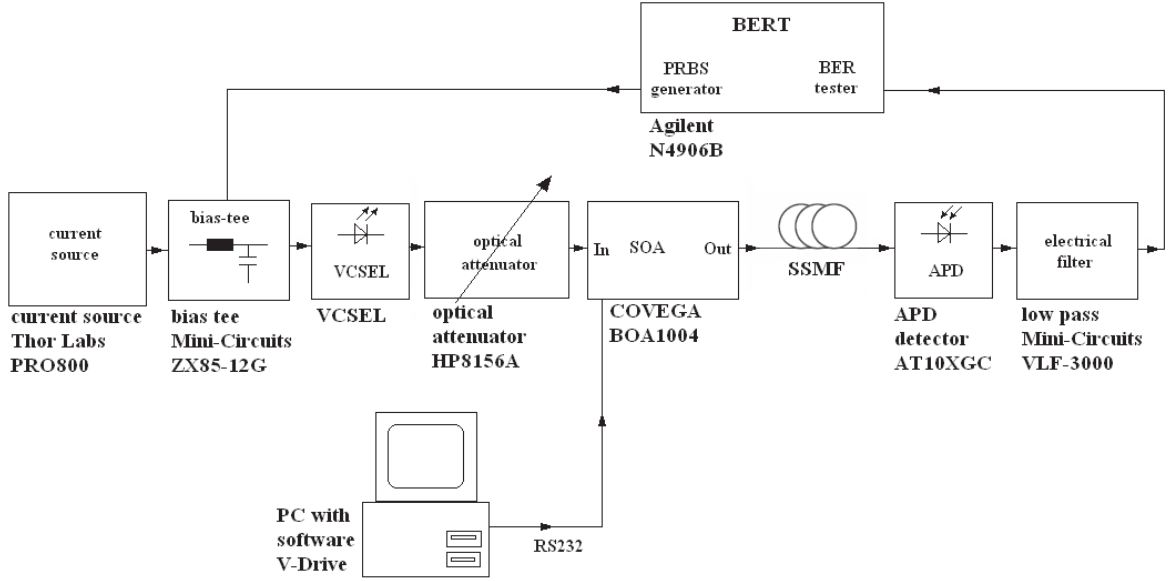 BERT
PRBS
generator
BER
tester
Agilent
N4906B
current
source
bias-tee
VCSEL
optical
attenuator
In
SOA
Out
SSMF
APD
electrical
filter
current source
Thor Labs
PRO800
bias tee
Mini-Circuits
ZX85-12G
VCSEL
optical
attenuator
HP8156A
COVEGA
BOA1004
APD
detector
AT10XGC
low pass
Mini-Circuits
VLF-3000
PC with
software
V-Drive
RS232